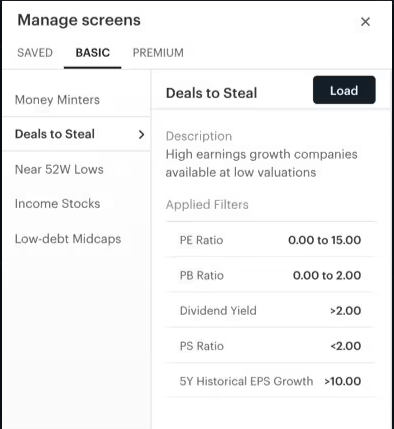 Manage screens
SAVED BASIC PREMIUM
Money Minters
Deals to Steal
Near 52W Lows
Income Stocks
Low-debt Midcaps
Deals to Steal
Load
Description
High earnings growth companies
available at low valuations
Applied Filters
PE Ratio 0.00 to 15.00
PB Ratio 0.00 to 2.00
Dividend Yield >2.00
PS Ratio <2.00
5Y Historical EPS Growth >10.00